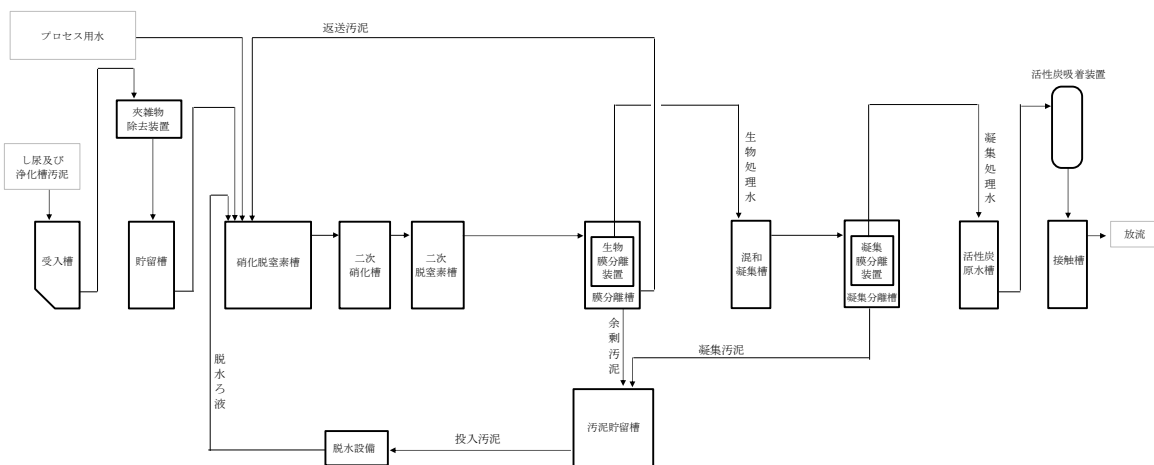 プロセス用水
返送汚泥
活性炭吸着装置
夾雑物
除去装置
し尿及び
浄化槽汚泥
生物処理水
凝集処理水
受入槽
貯留槽
硝化脱窒素槽
二次
硝化槽
二次
脱窒素槽
生物
膜分離
装置
膜分離槽
混和
凝集槽
凝集
膜分離
装置
凝集分離槽
活性炭
原水槽
接触槽
放流
余剰汚泥
凝集汚泥
脱水ろ液
汚泥貯留槽
投入汚泥
脱水設備